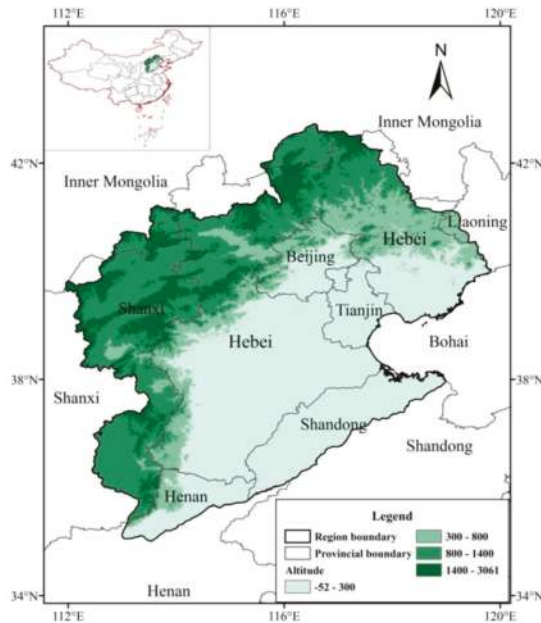 112°E
116°E
120°E
N
Inner Mongolia
42°N
42°N
Inner Mongolia
Liaoning
Hebei
Beijing
Shanxi
Tianjin
Hebei
Bohai
38°N
38°N
Shanxi
Shandong
Shandong
Henan
Legend
Region boundary
Provincial boundary
Altitude
-52 - 300
300 - 800
800 - 1400
1400 - 3061
Henan
34°N
34°N
112°E
116°E
120°E